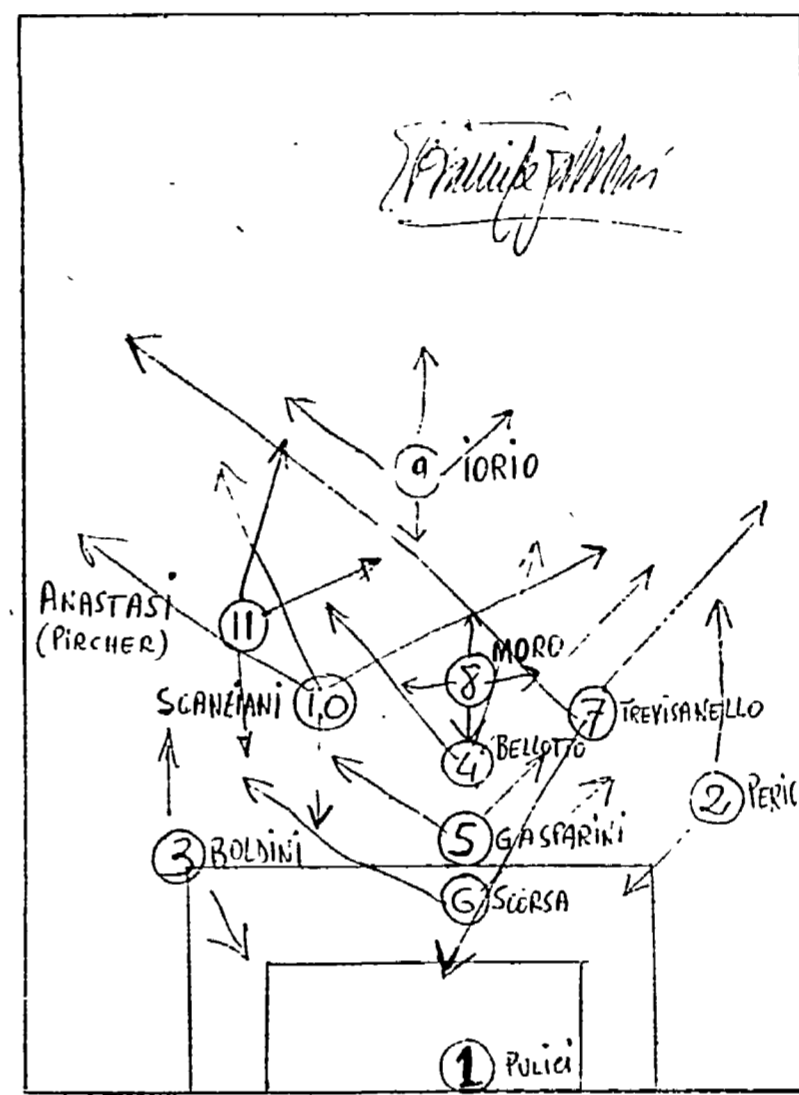 9 iORiO
ANASTASi
(PiRCHER)
11
MORO
8
SCANZiANi 10
7 TREVISANELLO
BELLOTTO
4
2 PERIC
5 GASPARiNi
3 BOLDiNi
6 SCORSA
1 PULiCi